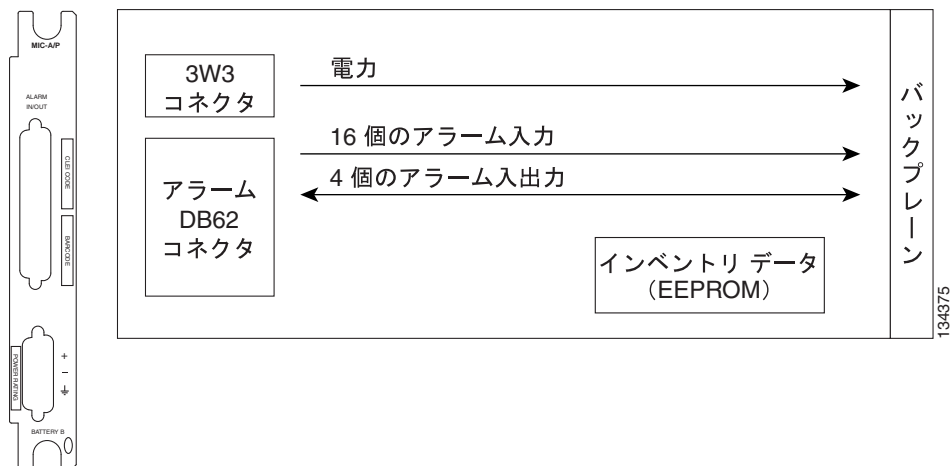 MIC-A/P
ALARM
IN/OUT
CLEI CODE
BARCODE
POWER RATING
+
−
BATTERY B
3W3
コネクタ
電力
16 個のアラーム入力
4 個のアラーム入出力
アラーム
DB62
コネクタ
インベントリ データ
（EEPROM）
バックプレーン
134375